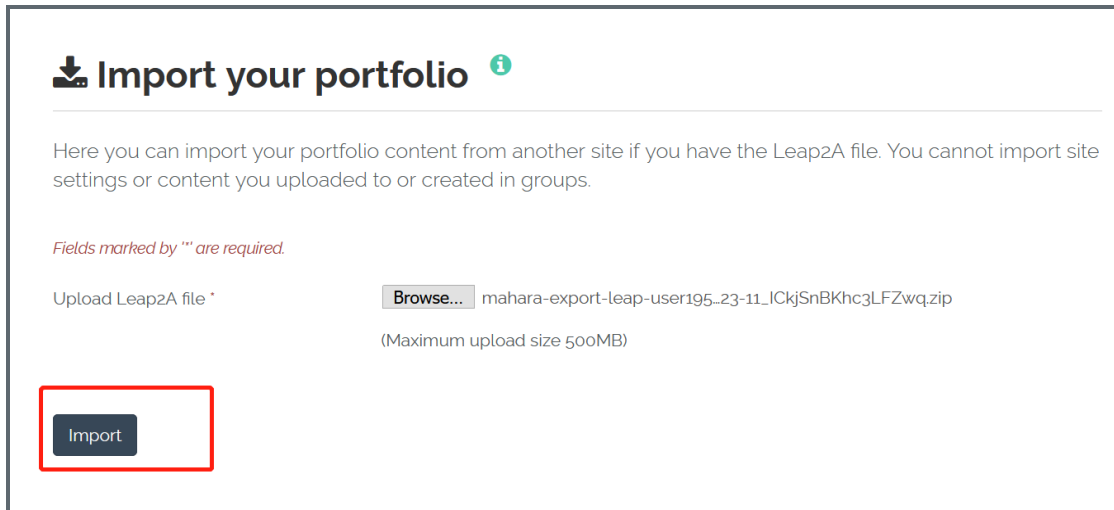 Import your portfolio
Here you can import your portfolio content from another site if you have the Leap2A file. You cannot import site
settings or content you uploaded to or created in groups.
Fields marked by '*' are required.
Upload Leap2A file *
Browse... mahara-export-leap-user195…23-11_ICkjSnBKhc3LFZwq.zip
(Maximum upload size 500MB)
Import